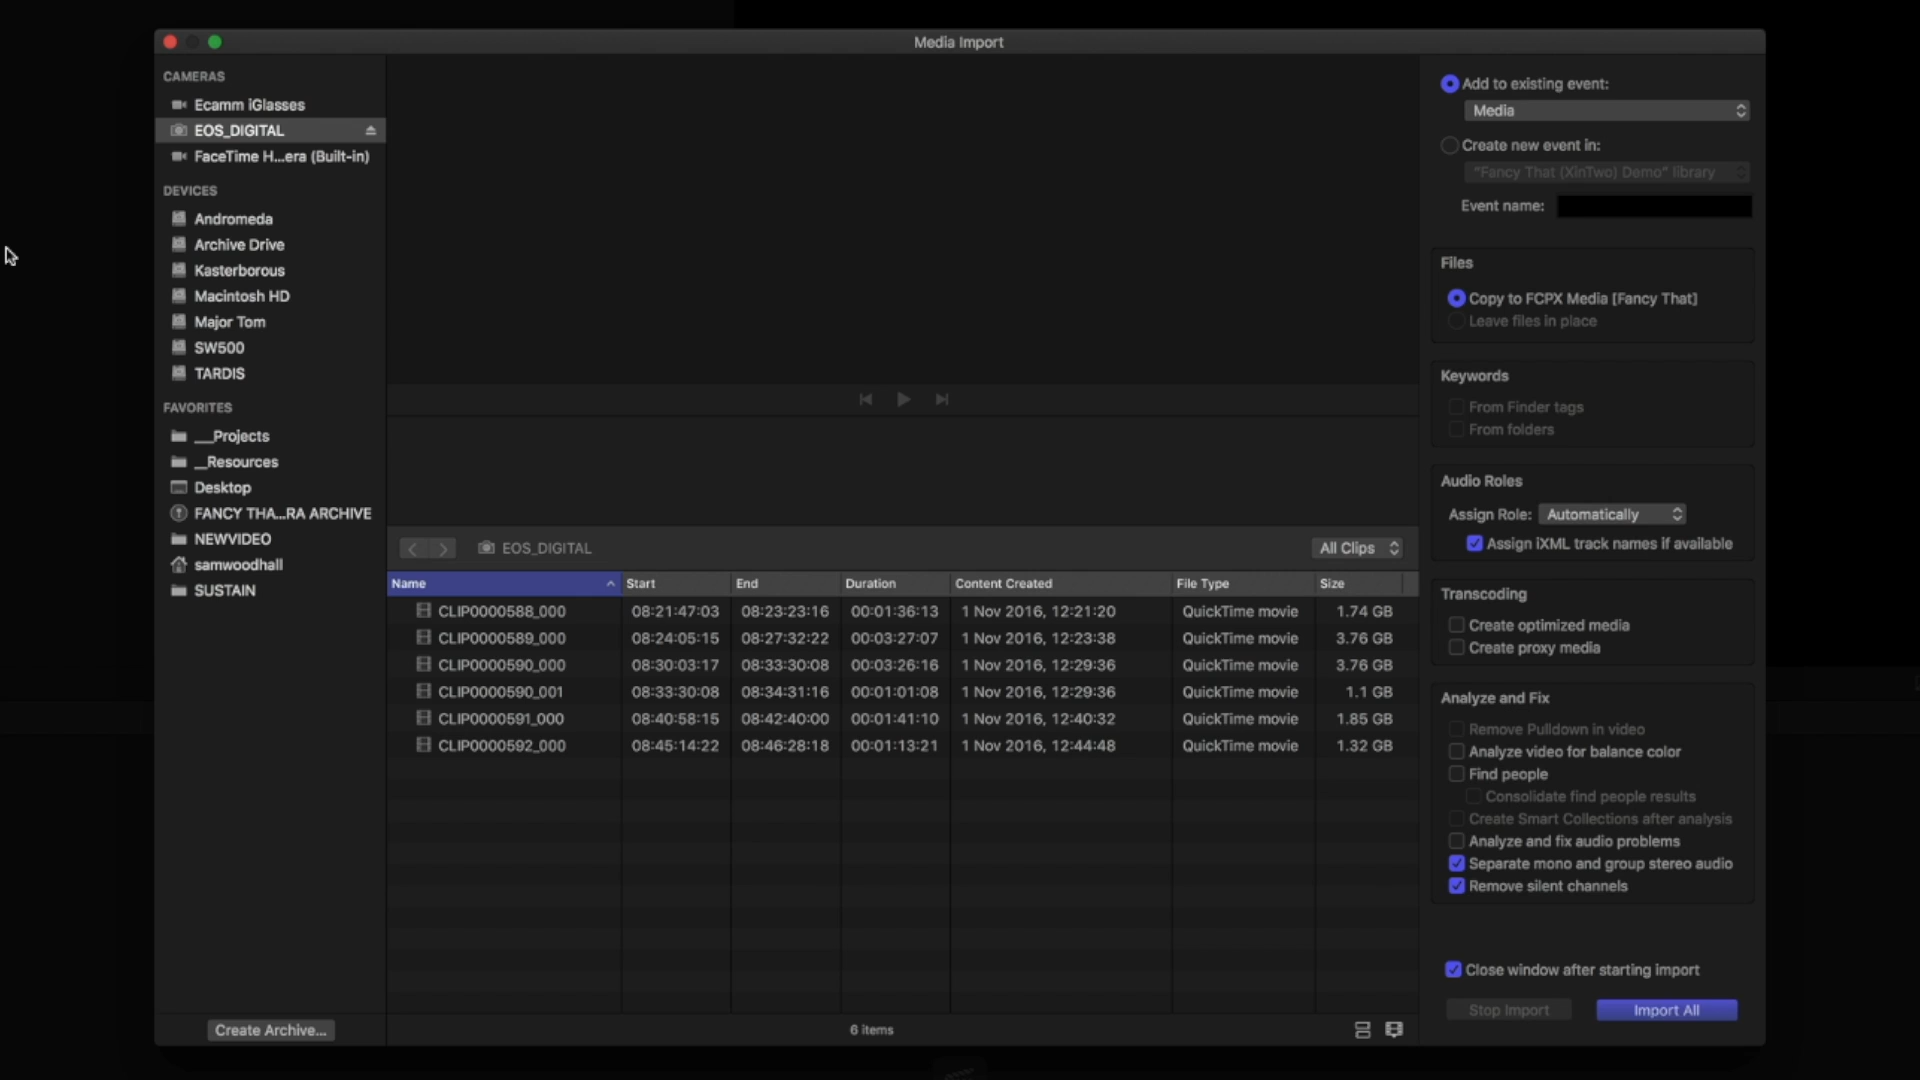 Media Import
CAMERAS
Ecamm iGlasses
EOS_DIGITAL
FaceTime H...era (Built-in)
DEVICES
Andromeda
Archive Drive
Kasterborous
Macintosh HD
Major Tom
SW500
TARDIS
FAVORITES
__Projects
_Resources
Desktop
FANCY THA...RA ARCHIVE
NEWVIDEO
samwoodhall
SUSTAIN
Create Archive...
EOS_DIGITAL
All Clips
Name Start End Duration Content Created File Type Size
CLIP0000588_000 08:21:47:03 08:23:23:16 00:01:36:13 1 Nov 2016, 12:21:20 QuickTime movie 1.74 GB
CLIP0000589_000 08:24:05:15 08:27:32:22 00:03:27:07 1 Nov 2016, 12:23:38 QuickTime movie 3.76 GB
CLIP0000590_000 08:30:03:17 08:33:30:08 00:03:26:16 1 Nov 2016, 12:29:36 QuickTime movie 3.76 GB
CLIP0000590_001 08:33:30:08 08:34:31:16 00:01:01:08 1 Nov 2016, 12:29:36 QuickTime movie 1.1 GB
CLIP0000591_000 08:40:58:15 08:42:40:00 00:01:41:10 1 Nov 2016, 12:40:32 QuickTime movie 1.85 GB
CLIP0000592_000 08:45:14:22 08:46:28:18 00:01:13:21 1 Nov 2016, 12:44:48 QuickTime movie 1.32 GB
6 items
Add to existing event:
Media
Create new event in:
"Fancy That (XinTwo) Demo" library
Event name:
Files
Copy to FCPX Media [Fancy That]
Leave files in place
Keywords
From Finder tags
From folders
Audio Roles
Assign Role: Automatically
Assign iXML track names if available
Transcoding
Create optimized media
Create proxy media
Analyze and Fix
Remove Pulldown in video
Analyze video for balance color
Find people
Consolidate find people results
Create Smart Collections after analysis
Analyze and fix audio problems
Separate mono and group stereo audio
Remove silent channels
Close window after starting import
Stop Import
Import All